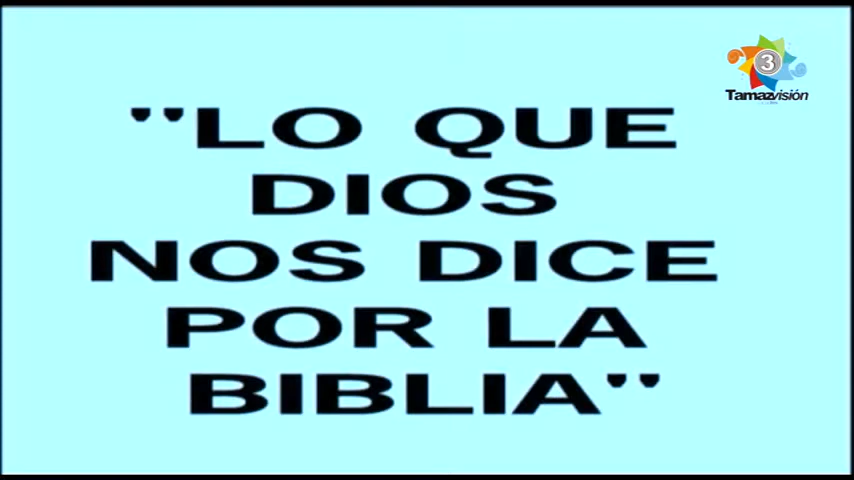 3
Tamazvisión
"LO QUE
DIOS
NOS DICE
POR LA
BIBLIA"